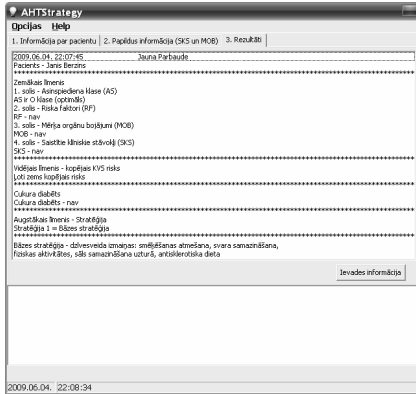 AHTStrategy
Opcijas Help
1. Informācija par pacientu 2. Papildus informācija (SKS un MOB) 3. Rezultāti
2009.06.04. 22:07:45 Jauna Parbaude
Pacients - Janis Berzins
************************************************************
Zemākais līmenis
1. solis - Asinspiediena klase (AS)
AS ir O klase (optimāls)
2. solis - Riska faktori (RF)
RF - nav
3. solis - Mērķa orgānu bojājumi (MOB)
MOB - nav
4. solis - Saistītie klīniskie stāvokļi (SKS)
SKS - nav
************************************************************
Vidējais līmenis - kopējais KVS risks
Ļoti zems kopējais risks
************************************************************
Cukura diabēts
Cukura diabēts - nav
************************************************************
Augstākais līmenis - Stratēģija
Stratēģija 1 = Bāzes stratēģija
************************************************************
Bāzes stratēģija - dzīvesveida izmaiņas: smēķēšanas atmešana, svara samazināšana,
fiziskas aktivitātes, sāls samazināšana uzturā, antisklerotiska dieta
Ievades informācija
2009.06.04. 22:08:34